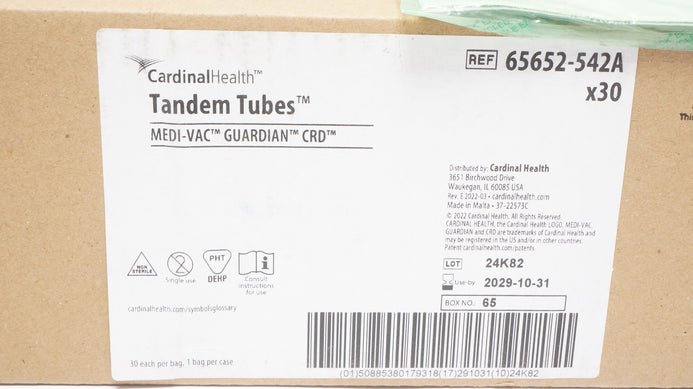 CardinalHealth™
Tandem Tubes™
MEDI-VAC™ GUARDIAN™ CRD™
REF 65652-542A
x30
This
Distributed by: Cardinal Health
3651 Birchwood Drive
Waukegan, IL 60085 USA
Rev. E 2022-03 • cardinalhealth.com
Made in Malta • 37-22573C
© 2022 Cardinal Health. All Rights Reserved.
CARDINAL HEALTH, the Cardinal Health LOGO, MEDI-VAC,
GUARDIAN and CRD are trademarks of Cardinal Health and
may be registered in the US and/or in other countries.
Patent cardinalhealth.com/patents.
LOT 24K82
Use by 2029-10-31
BOX NO.: 65
NON
STERILE
2
Single use
PHT
DEHP
i
Consult
instructions
for use
cardinalhealth.com/symbolsglossary
30 each per bag, 1 bag per case
(01)50885380179318(17)291031(10)24K82